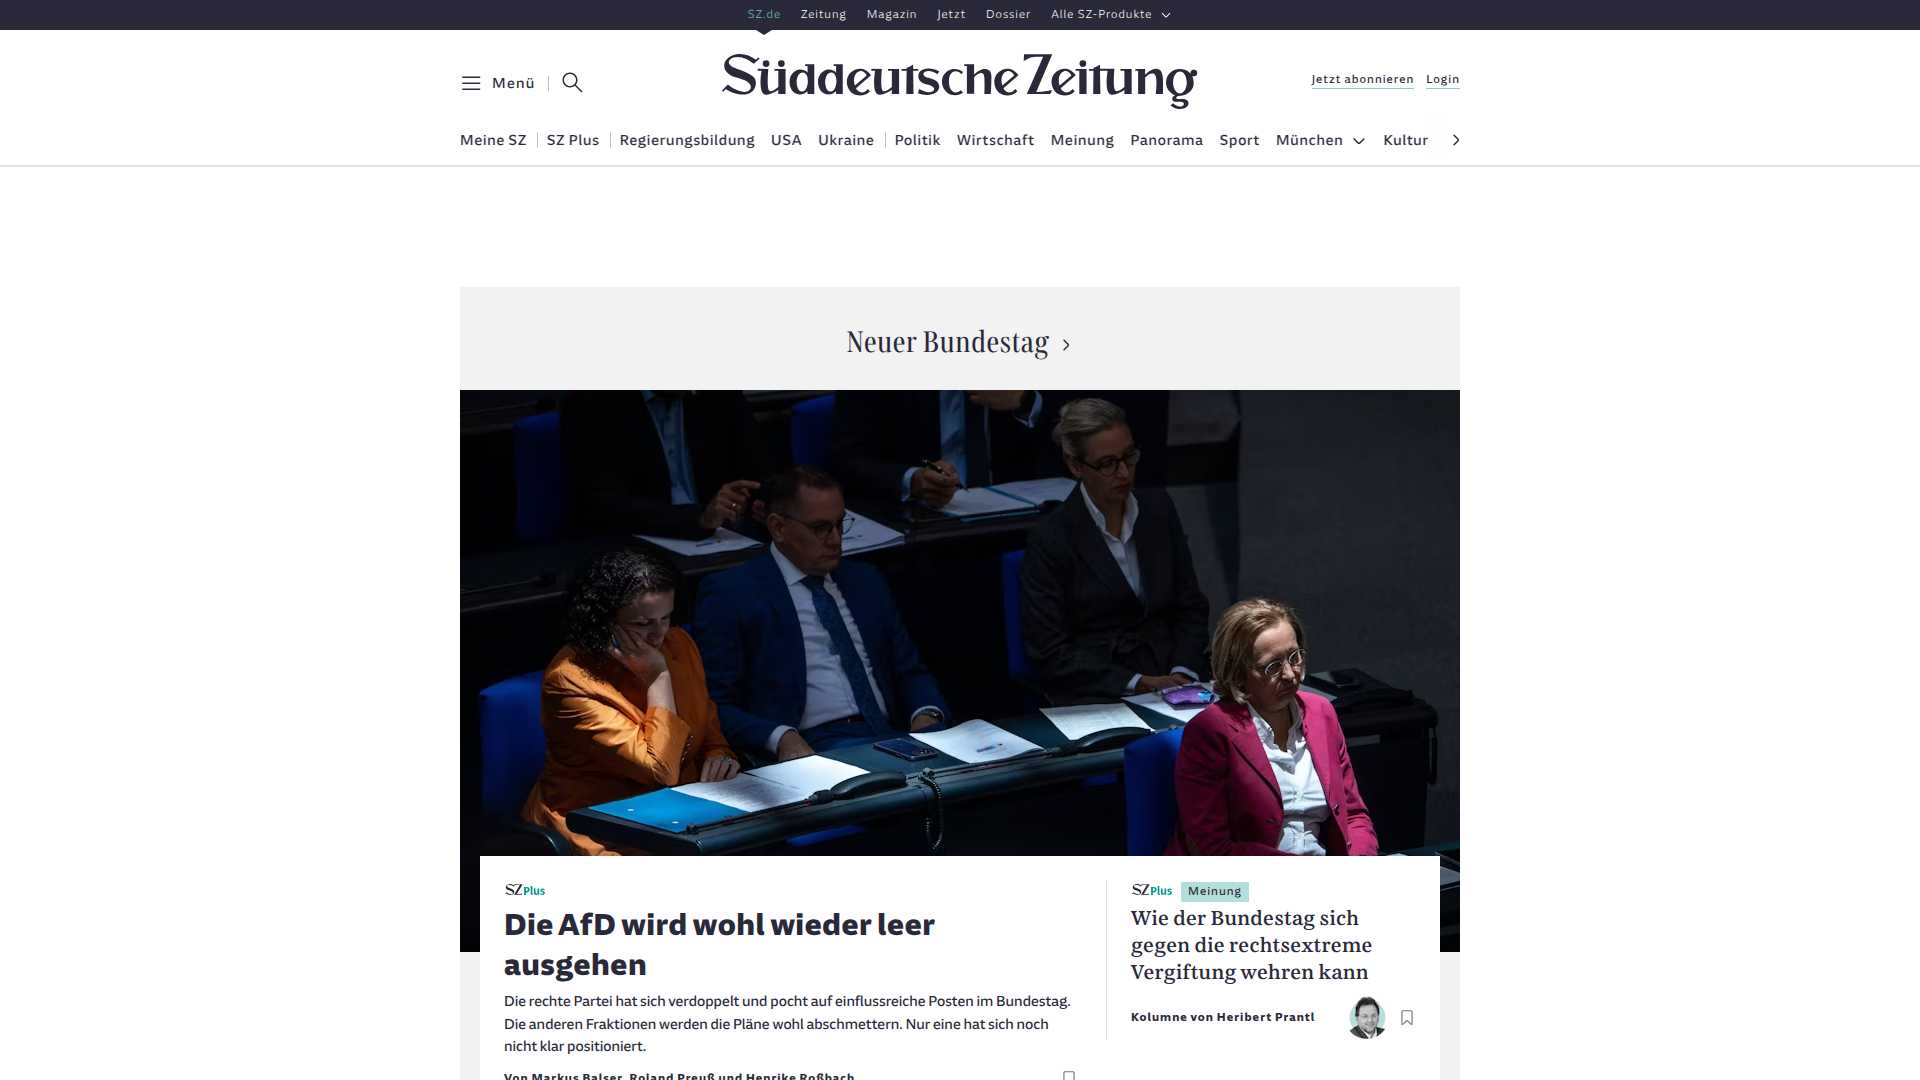 SZ.de Zeitung Magazin Jetzt Dossier Alle SZ-Produkte
Menü
Süddeutsche Zeitung
Jetzt abonnieren Login
Meine SZ SZ Plus Regierungsbildung USA Ukraine Politik Wirtschaft Meinung Panorama Sport München Kultur
Neuer Bundestag
SZ Plus
Die AfD wird wohl wieder leer
ausgehen
Die rechte Partei hat sich verdoppelt und pocht auf einflussreiche Posten im Bundestag.
Die anderen Fraktionen werden die Pläne wohl abschmettern. Nur eine hat sich noch
nicht klar positioniert.
Von Markus Balser, Roland Preuß und Henrike Roßbach
SZ Plus Meinung
Wie der Bundestag sich
gegen die rechtsextreme
Vergiftung wehren kann
Kolumne von Heribert Prantl